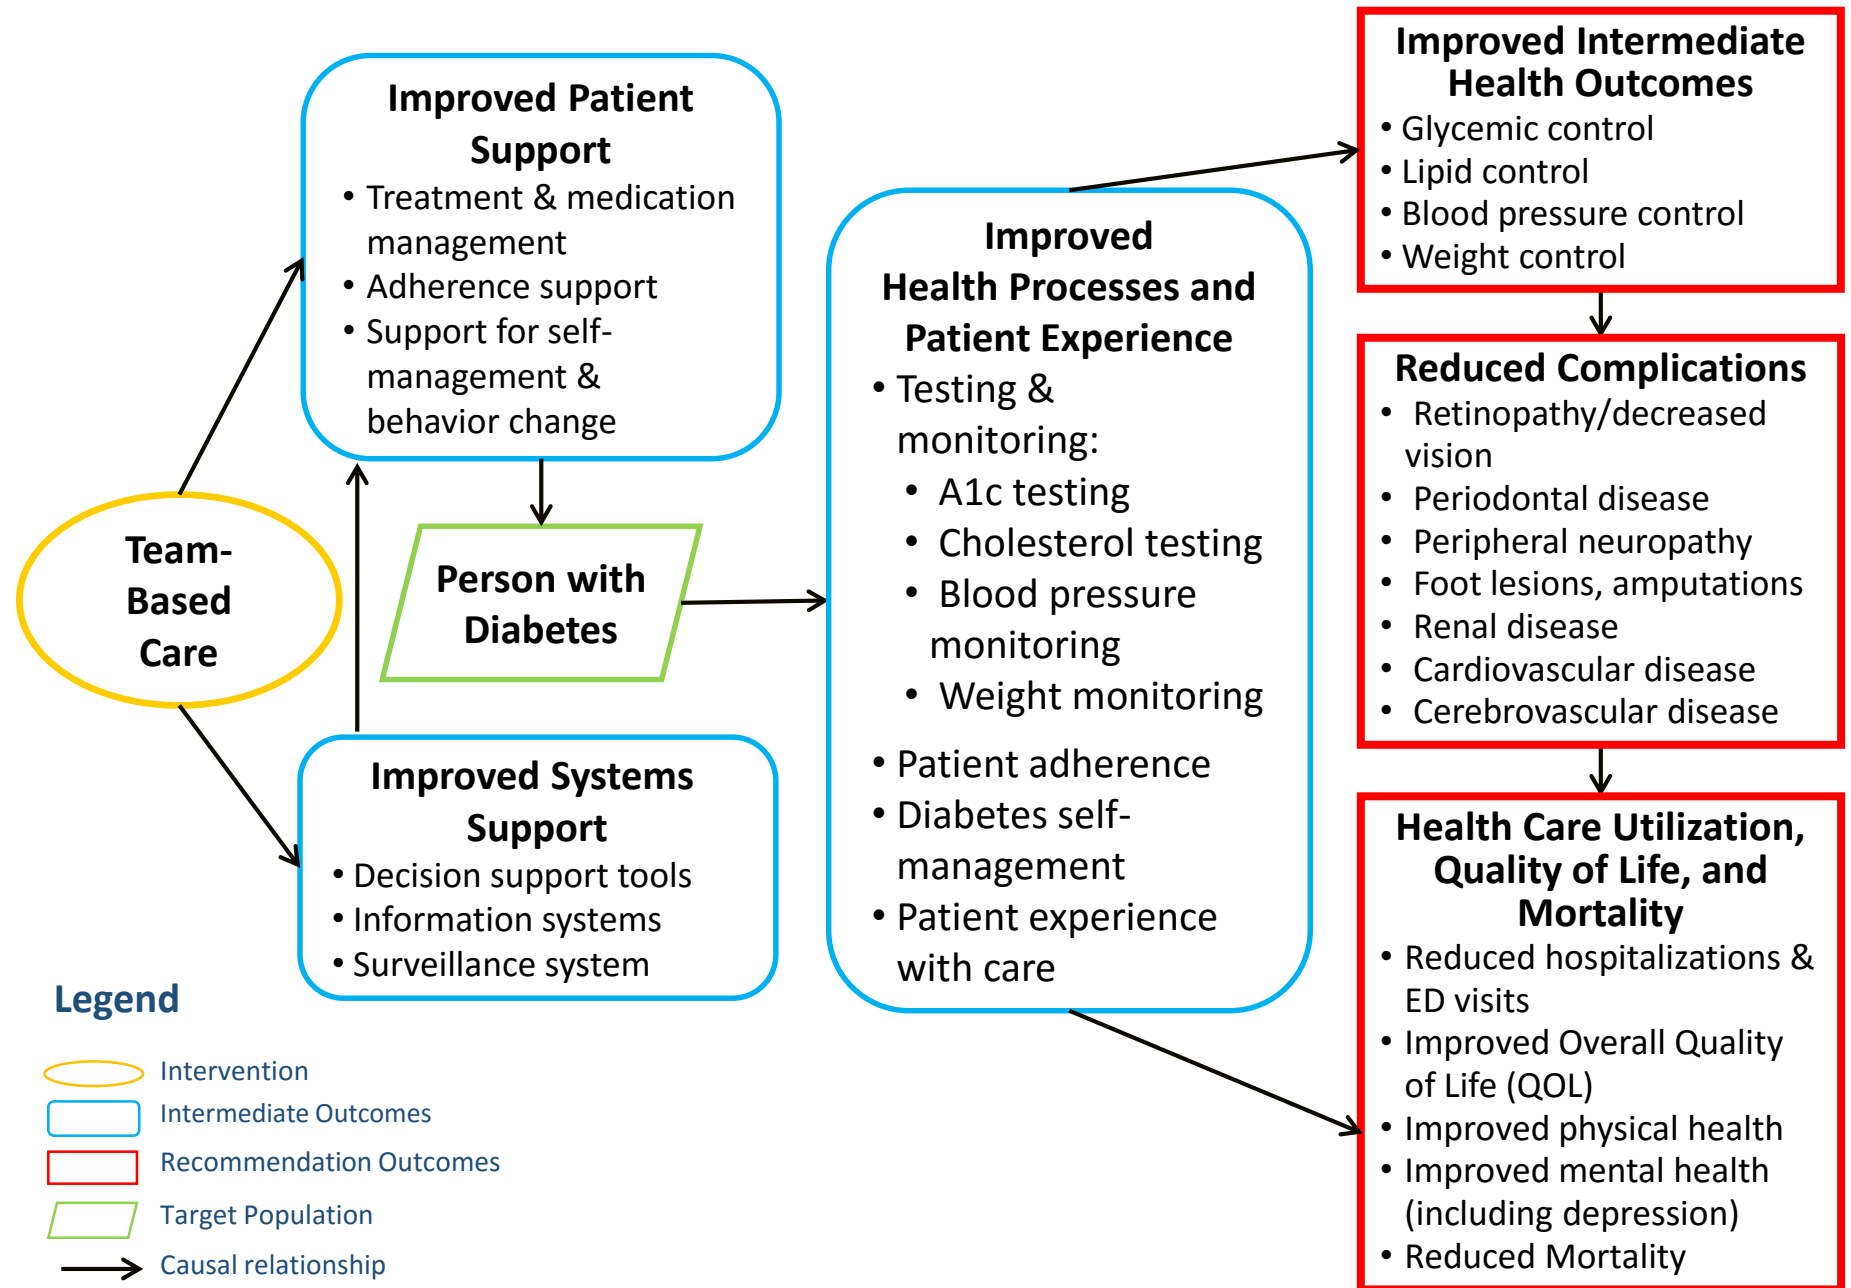 Improved Patient
Support
• Treatment & medication
management
• Adherence support
• Support for self-
management &
behavior change
Team-
Based
Care
Person with
Diabetes
Improved Systems
Support
• Decision support tools
• Information systems
• Surveillance system
Improved
Health Processes and
Patient Experience
• Testing &
monitoring:
• A1c testing
• Cholesterol testing
• Blood pressure
monitoring
• Weight monitoring
• Patient adherence
• Diabetes self-
management
• Patient experience
with care
Improved Intermediate
Health Outcomes
• Glycemic control
• Lipid control
• Blood pressure control
• Weight control
Reduced Complications
• Retinopathy/decreased
vision
• Periodontal disease
• Peripheral neuropathy
• Foot lesions, amputations
• Renal disease
• Cardiovascular disease
• Cerebrovascular disease
Health Care Utilization,
Quality of Life, and
Mortality
• Reduced hospitalizations &
ED visits
• Improved Overall Quality
of Life (QOL)
• Improved physical health
• Improved mental health
(including depression)
• Reduced Mortality
Legend
Intervention
Intermediate Outcomes
Recommendation Outcomes
Target Population
Causal relationship